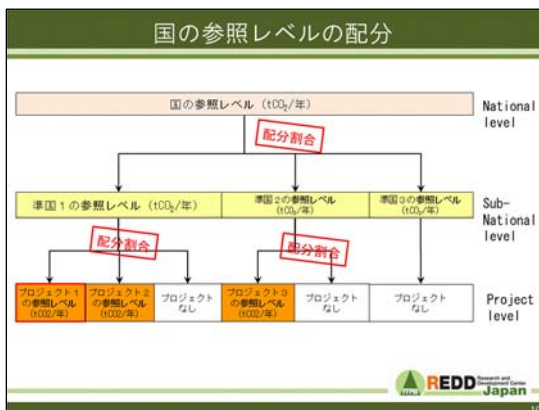 国の参照レベルの配分
国の参照レベル (tCO₂/年)
National level
配分割合
準国1の参照レベル (tCO₂/年)
準国2の参照レベル
(tCO₂/年)
準国3の参照レベル
(tCO₂/年)
Sub-
National
level
配分割合
配分割合
プロジェクト1
の参照レベル
(tCO2/年)
プロジェクト2
の参照レベル
(tCO2/年)
プロジェクト
なし
プロジェクト3
の参照レベル
(tCO2/年)
プロジェクト
なし
プロジェクト
なし
Project
level
REDD Research and
Development Center
Japan